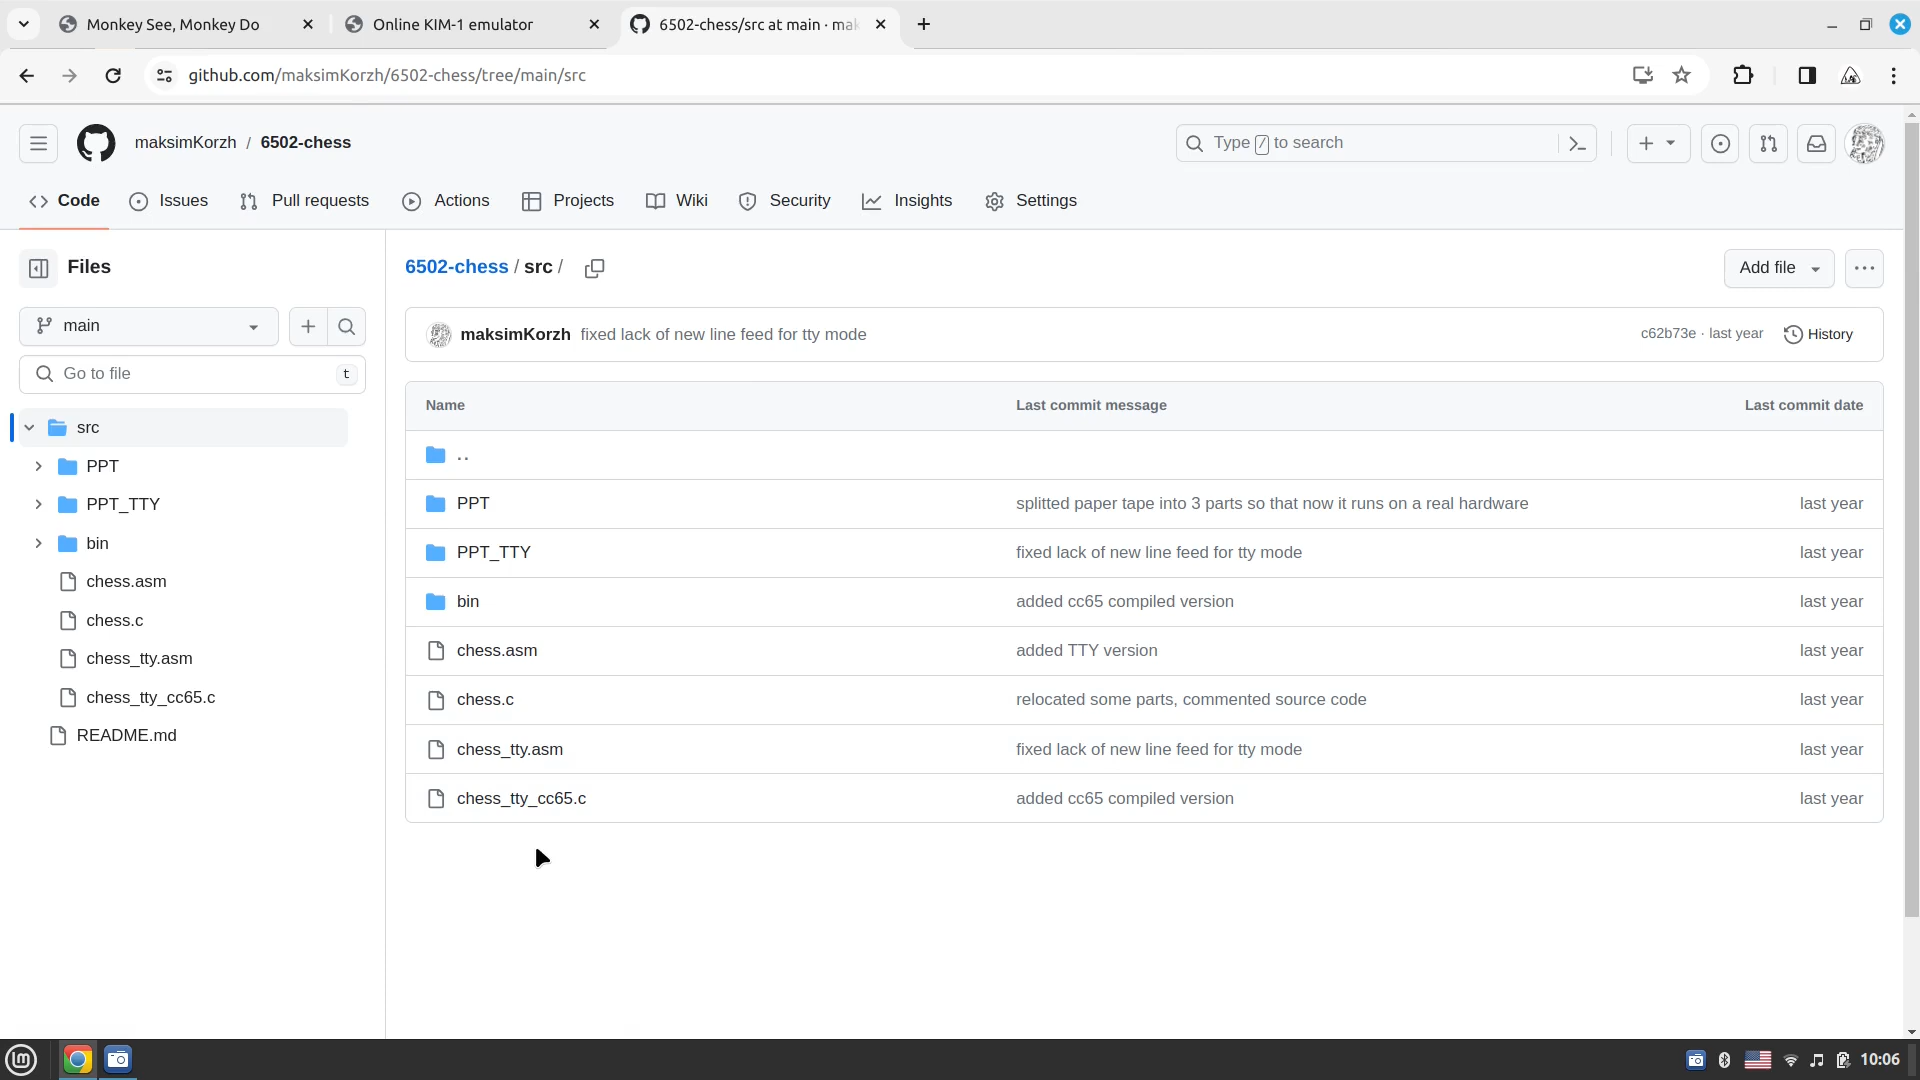 Monkey See, Monkey Do
Online KIM-1 emulator
6502-chess/src at main · mak
github.com/maksimKorzh/6502-chess/tree/main/src
maksimKorzh / 6502-chess
Type / to search
Code
Issues
Pull requests
Actions
Projects
Wiki
Security
Insights
Settings
Files
main
Go to file
t
src
PPT
PPT_TTY
bin
chess.asm
chess.c
chess_tty.asm
chess_tty_cc65.c
README.md
6502-chess / src /
Add file
maksimKorzh fixed lack of new line feed for tty mode
c62b73e · last year
History
Name Last commit message Last commit date
..
PPT splitted paper tape into 3 parts so that now it runs on a real hardware last year
PPT_TTY fixed lack of new line feed for tty mode last year
bin added cc65 compiled version last year
chess.asm added TTY version last year
chess.c relocated some parts, commented source code last year
chess_tty.asm fixed lack of new line feed for tty mode last year
chess_tty_cc65.c added cc65 compiled version last year
10:06